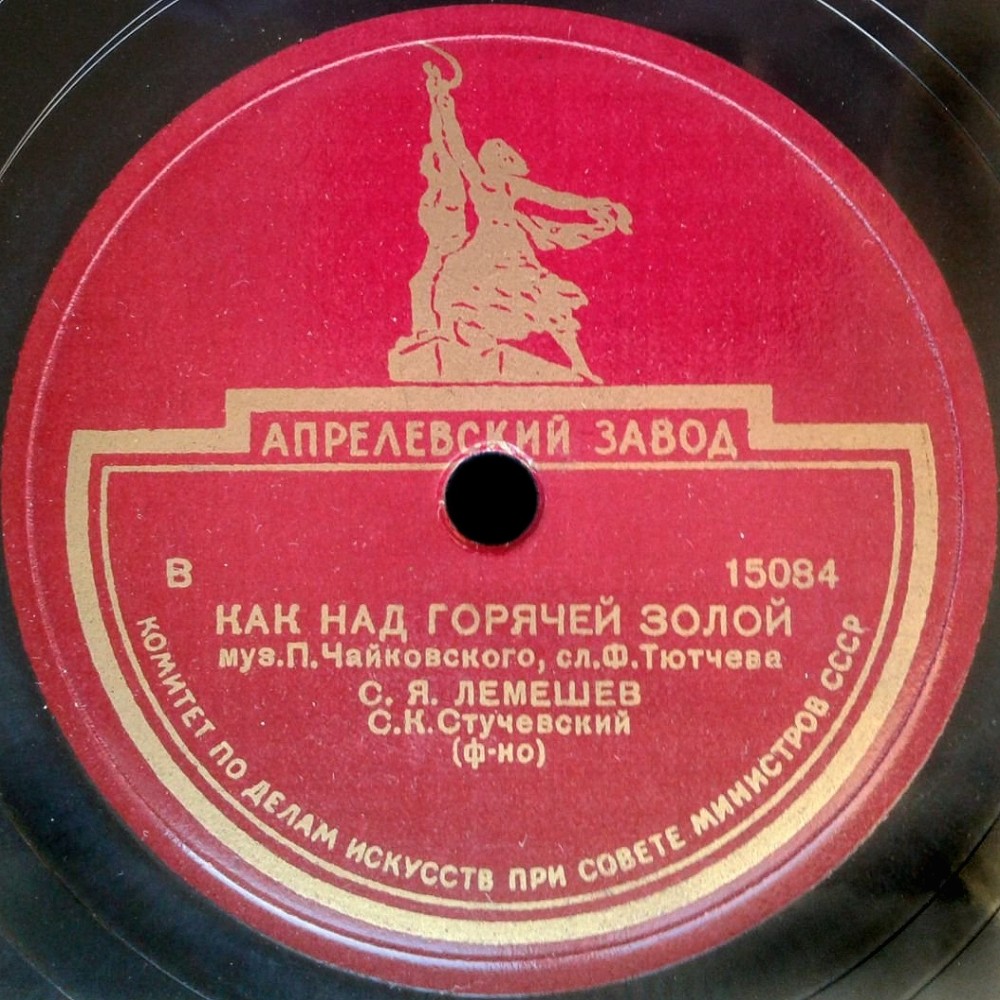 АПРЕЛЕВСКИЙ ЗАВОД
В 15084
КАК НАД ГОРЯЧЕЙ ЗОЛОЙ
муз.П.Чайковского, сл.Ф.Тютчева
С. Я. ЛЕМЕШЕВ
С.К.Стучевский
(ф-но)
КОМИТЕТ ПО ДЕЛАМ ИСКУССТВ ПРИ СОВЕТЕ МИНИСТРОВ СССР